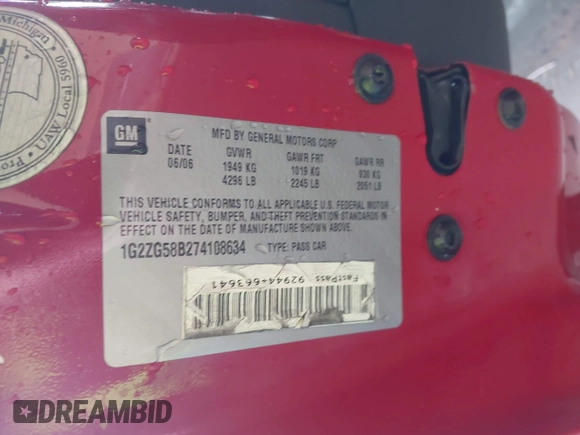 Michigan
UAW Local 5960
Pro
GM
MFD BY GENERAL MOTORS CORP
DATE GVWR GAWR FRT GAWR RR
06/06 1949 KG 1019 KG 930 KG
4296 LB 2245 LB 2051 LB
THIS VEHICLE CONFORMS TO ALL APPLICABLE U.S. FEDERAL MOTOR
VEHICLE SAFETY, BUMPER, AND THEFT PREVENTION STANDARDS IN
EFFECT ON THE DATE OF MANUFACTURE SHOWN ABOVE.
1G2ZG58B274108634 TYPE: PASS CAR
FastPass 92944+663641
DREAMBID